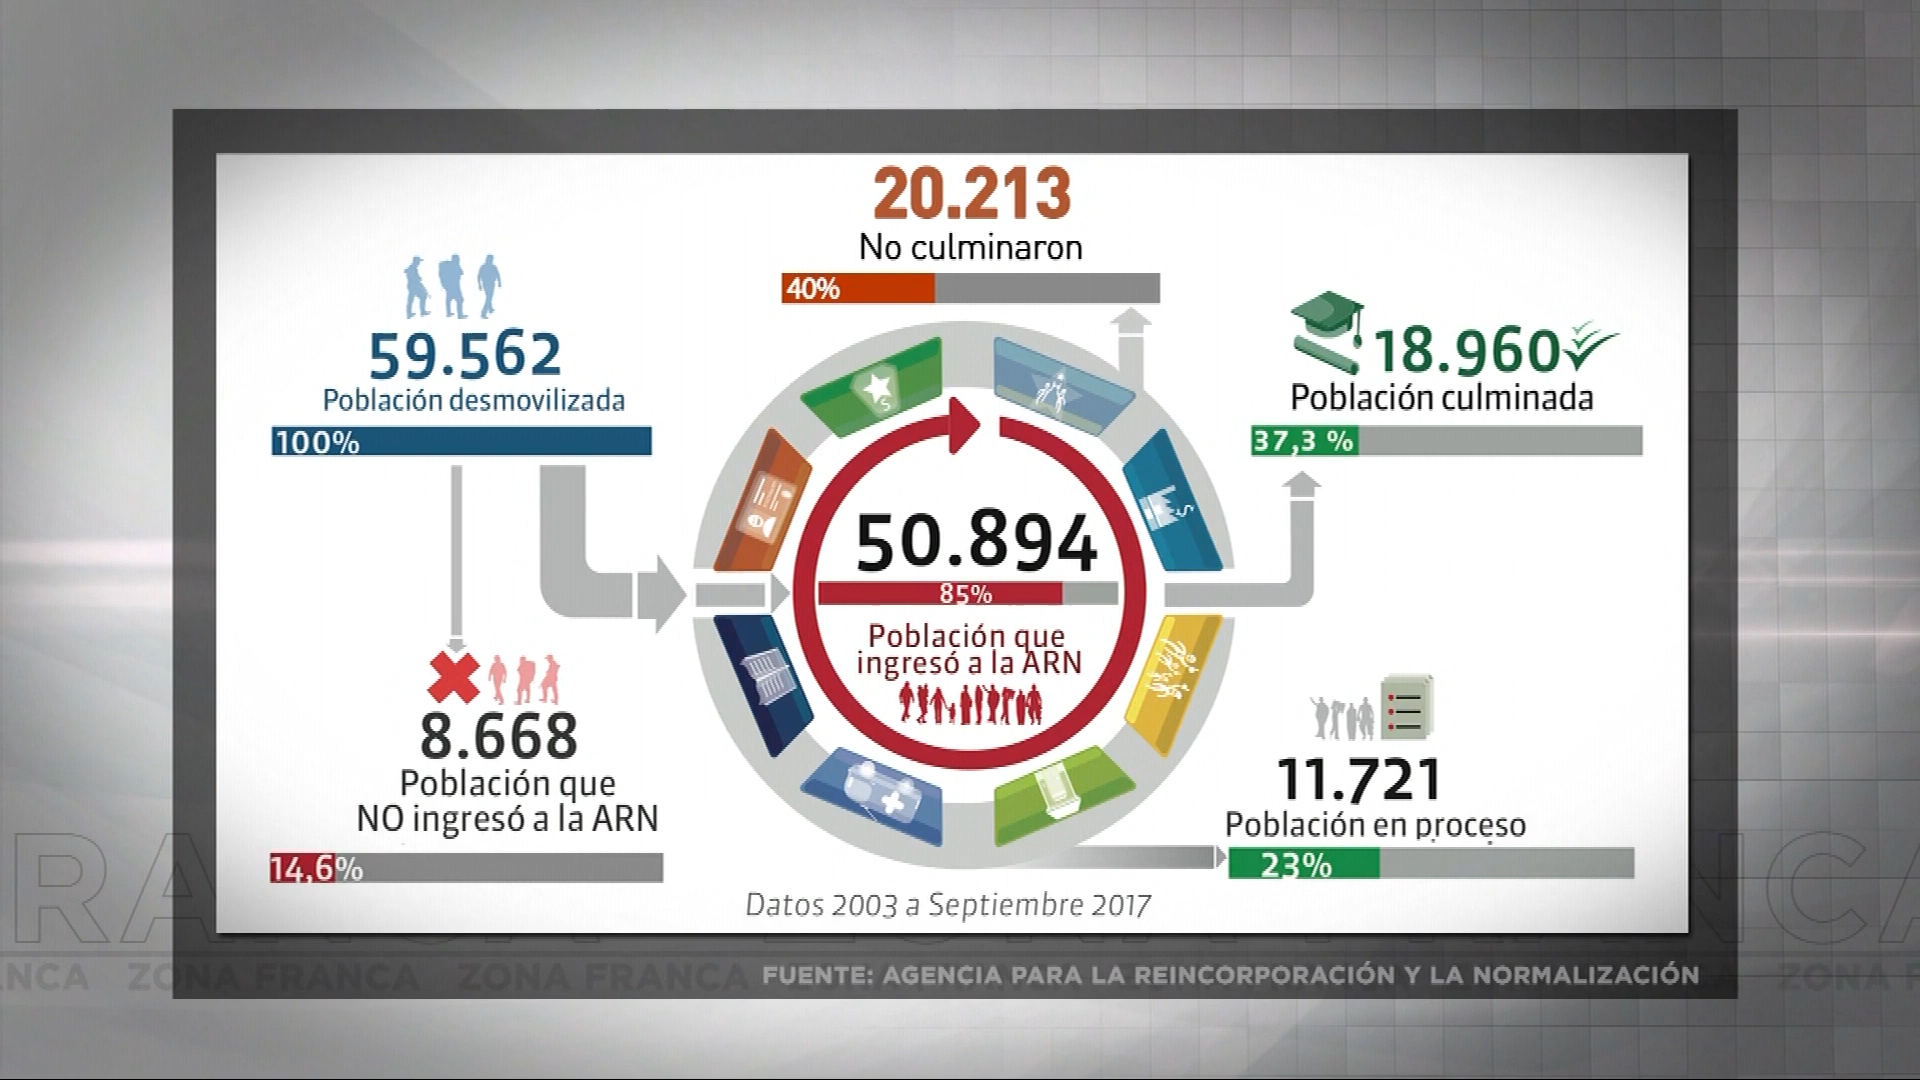 20.213
No culminaron
40%
59.562
Población desmovilizada
100%
18.960
Población culminada
37,3 %
50.894
85%
Población que
ingresó a la ARN
8.668
Población que
NO ingresó a la ARN
14,6%
11.721
Población en proceso
23%
Datos 2003 a Septiembre 2017
FUENTE: AGENCIA PARA LA REINCORPORACIÓN Y LA NORMALIZACIÓN
ZONA FRANCA ZONA FRANCA